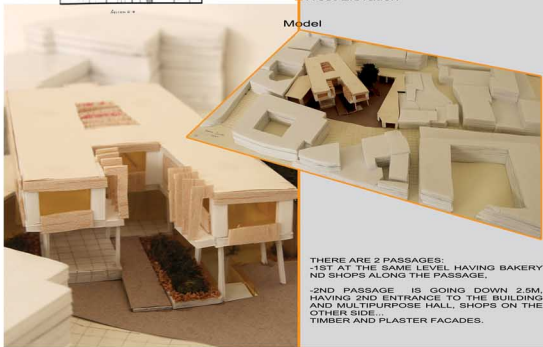 Model
THERE ARE 2 PASSAGES:
-1ST AT THE SAME LEVEL HAVING BAKERY
ND SHOPS ALONG THE PASSAGE,
-2ND PASSAGE IS GOING DOWN 2.5M,
HAVING 2ND ENTRANCE TO THE BUILDING
AND MULTIPURPOSE HALL, SHOPS ON THE
OTHER SIDE...
TIMBER AND PLASTER FACADES.